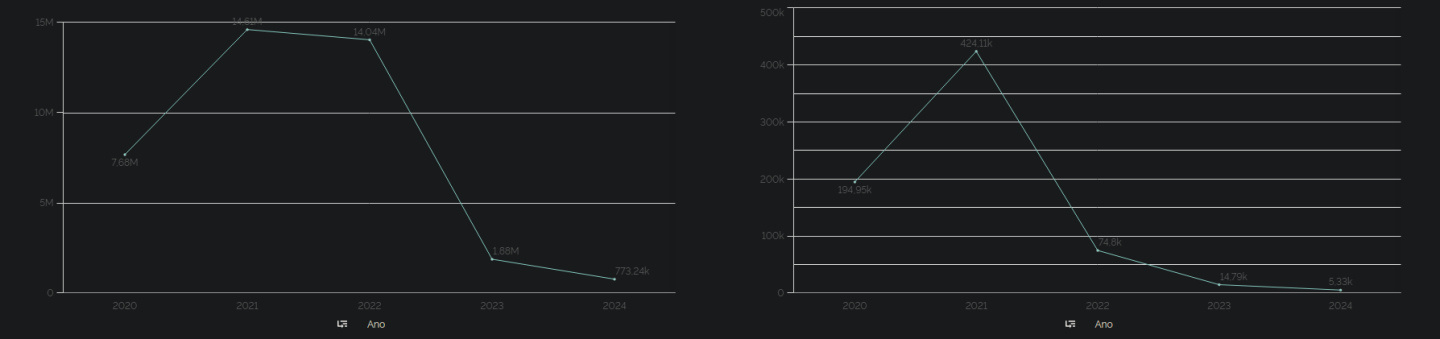 15M
10M
5M
0
7.68M
14.61M
14.04M
1.88M
773.24k
2020 2021 2022 2023 2024
Ano
500k
400k
300k
200k
100k
0
194.95k
424.11k
74.8k
14.79k
5.33k
2020 2021 2022 2023 2024
Ano